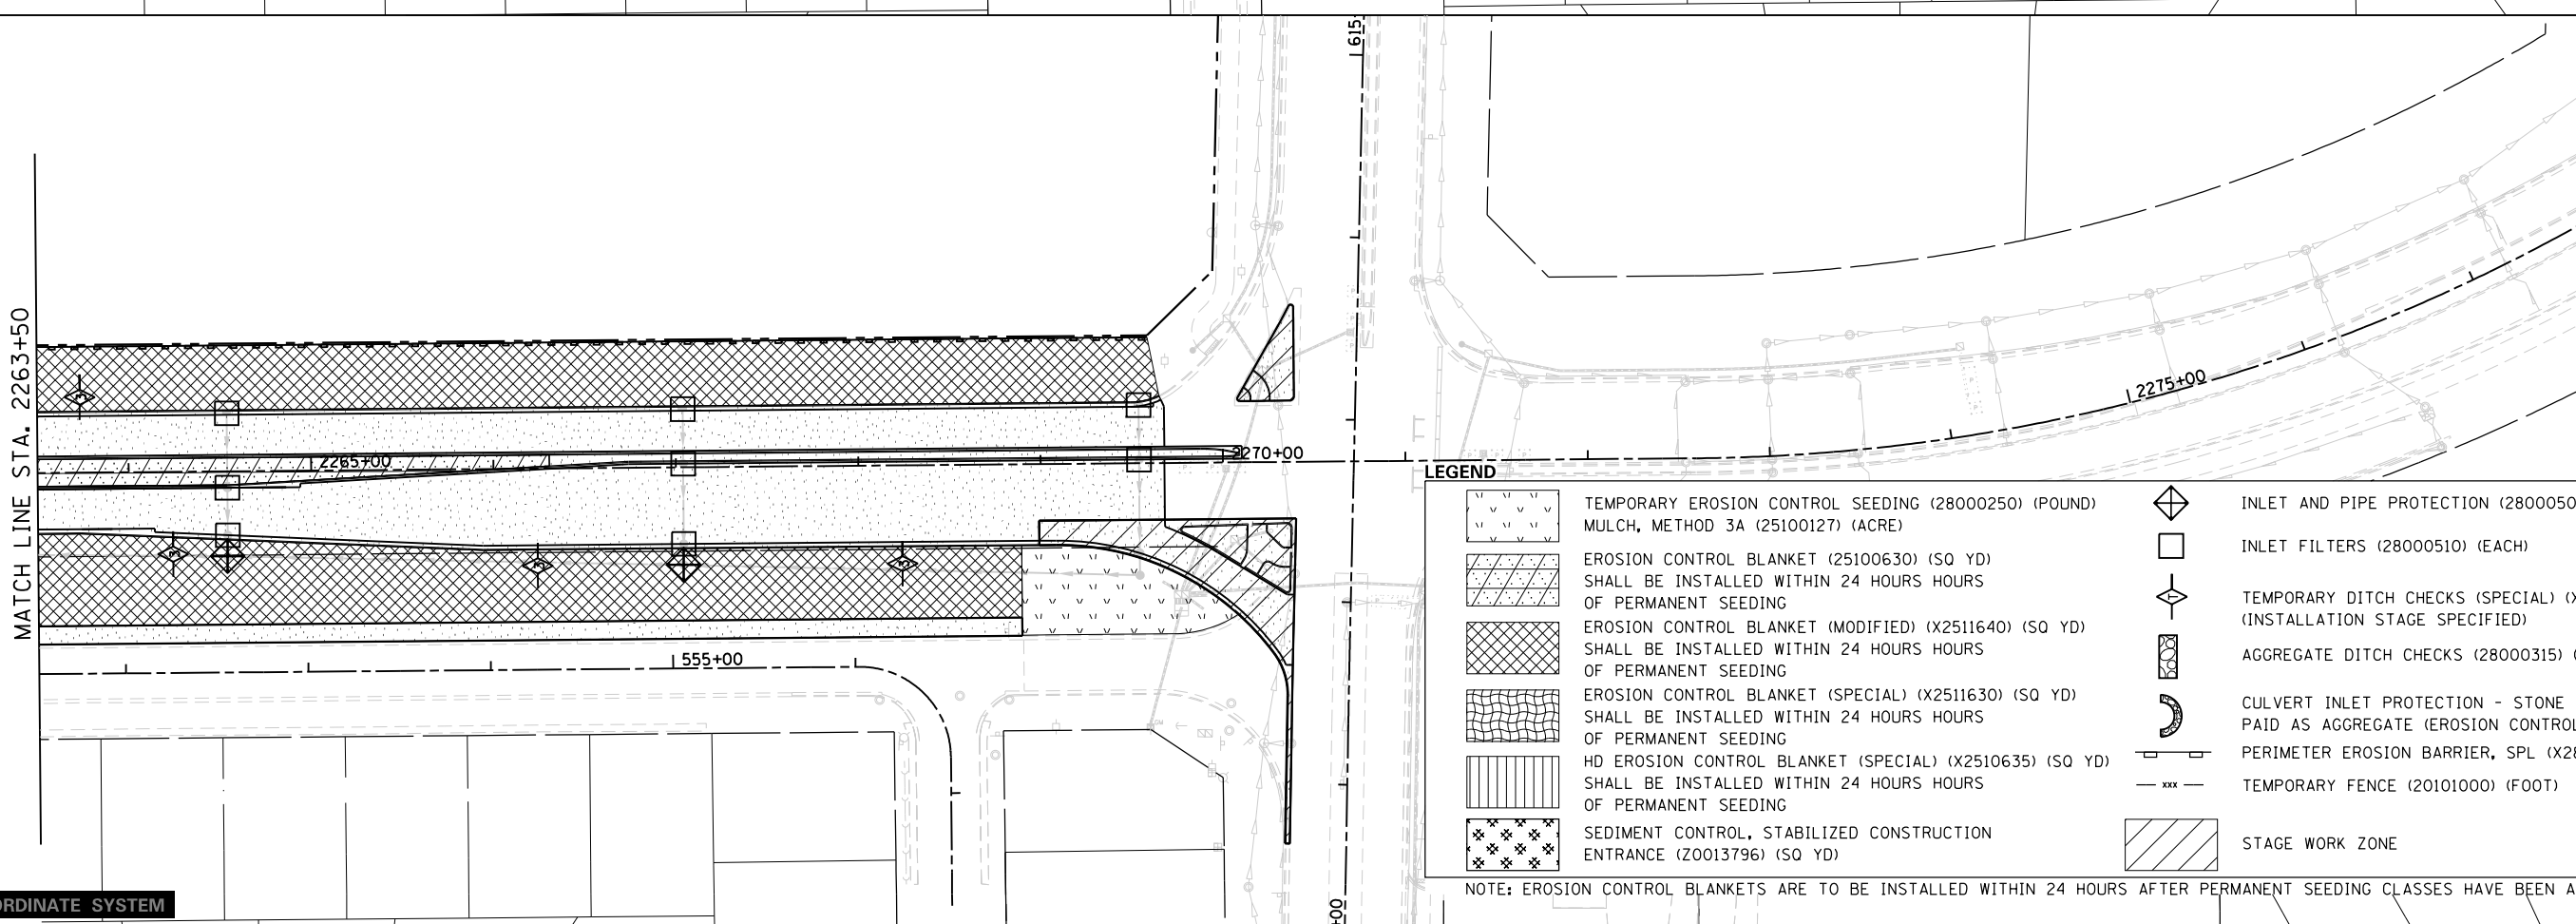 615
MATCH LINE STA. 2263+50
2265+00
2270+00
2275+00
555+00
3
3
3
3
LEGEND
TEMPORARY EROSION CONTROL SEEDING (28000250) (POUND)
MULCH, METHOD 3A (25100127) (ACRE)
EROSION CONTROL BLANKET (25100630) (SQ YD)
SHALL BE INSTALLED WITHIN 24 HOURS HOURS
OF PERMANENT SEEDING
EROSION CONTROL BLANKET (MODIFIED) (X2511640) (SQ YD)
SHALL BE INSTALLED WITHIN 24 HOURS HOURS
OF PERMANENT SEEDING
EROSION CONTROL BLANKET (SPECIAL) (X2511630) (SQ YD)
SHALL BE INSTALLED WITHIN 24 HOURS HOURS
OF PERMANENT SEEDING
HD EROSION CONTROL BLANKET (SPECIAL) (X2510635) (SQ YD)
SHALL BE INSTALLED WITHIN 24 HOURS HOURS
OF PERMANENT SEEDING
SEDIMENT CONTROL, STABILIZED CONSTRUCTION
ENTRANCE (Z0013796) (SQ YD)
INLET AND PIPE PROTECTION (2800050
INLET FILTERS (28000510) (EACH)
TEMPORARY DITCH CHECKS (SPECIAL) (X
(INSTALLATION STAGE SPECIFIED)
AGGREGATE DITCH CHECKS (28000315) (
CULVERT INLET PROTECTION - STONE
PAID AS AGGREGATE (EROSION CONTROL
PERIMETER EROSION BARRIER, SPL (X28
xxx TEMPORARY FENCE (20101000) (FOOT)
STAGE WORK ZONE
NOTE: EROSION CONTROL BLANKETS ARE TO BE INSTALLED WITHIN 24 HOURS AFTER PERMANENT SEEDING CLASSES HAVE BEEN A
+00
ORDINATE SYSTEM